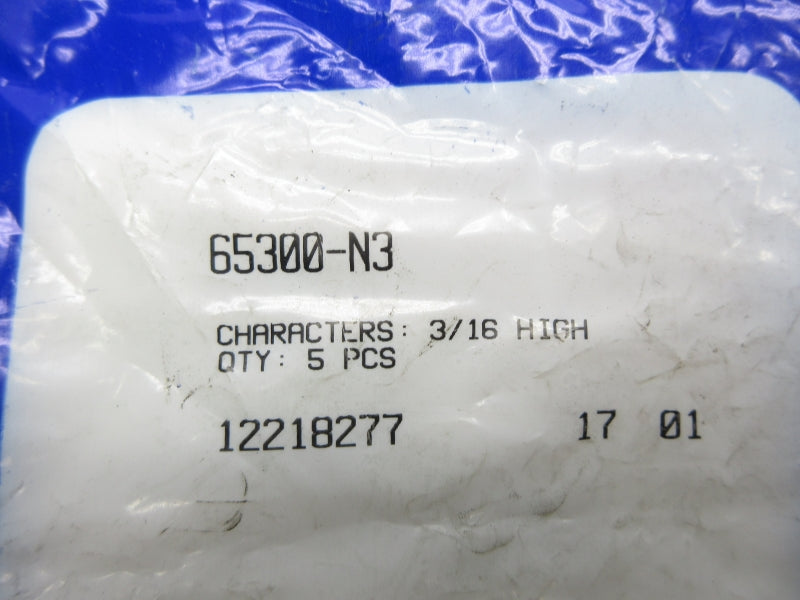 65300-N3
CHARACTERS: 3/16 HIGH
QTY: 5 PCS
12218277 17 01